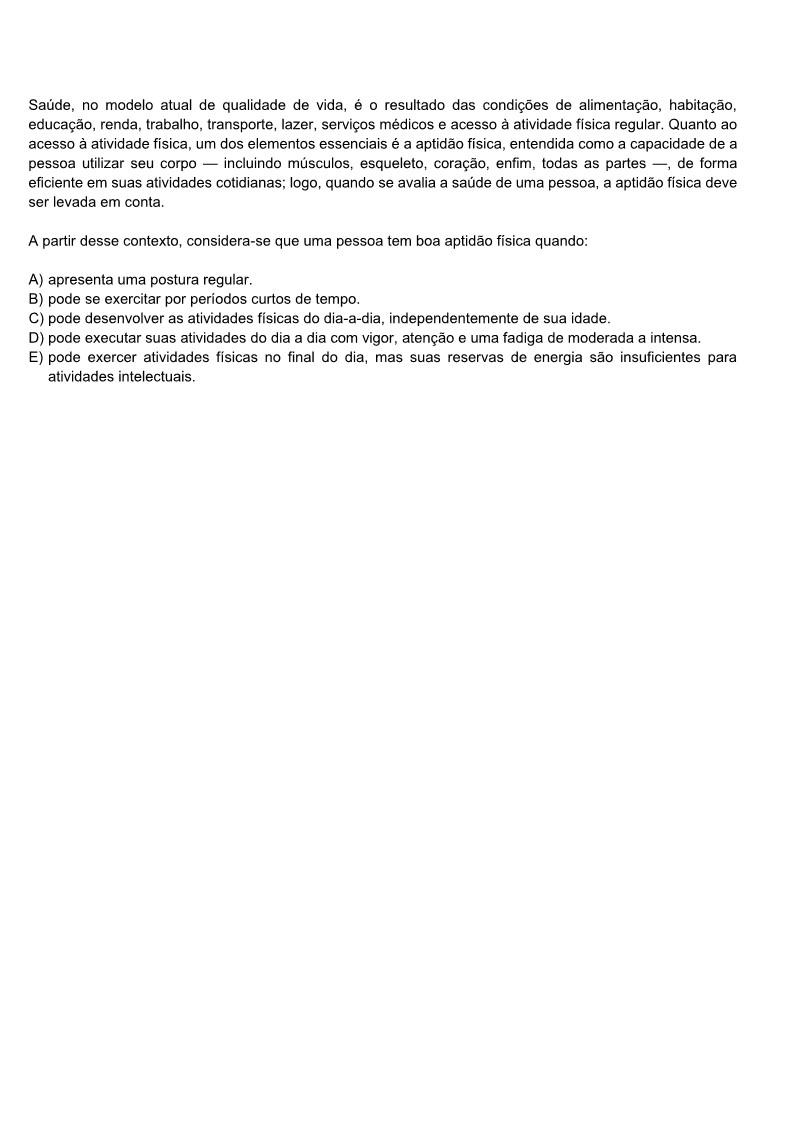 Saúde, no modelo atual de qualidade de vida, é o resultado das condições de alimentação, habitação,
educação, renda, trabalho, transporte, lazer, serviços médicos e acesso à atividade física regular. Quanto ao
acesso à atividade física, um dos elementos essenciais é a aptidão física, entendida como a capacidade de a
pessoa utilizar seu corpo — incluindo músculos, esqueleto, coração, enfim, todas as partes —, de forma
eficiente em suas atividades cotidianas; logo, quando se avalia a saúde de uma pessoa, a aptidão física deve
ser levada em conta.
A partir desse contexto, considera-se que uma pessoa tem boa aptidão física quando:
A) apresenta uma postura regular.
B) pode se exercitar por períodos curtos de tempo.
C) pode desenvolver as atividades físicas do dia-a-dia, independentemente de sua idade.
D) pode executar suas atividades do dia a dia com vigor, atenção e uma fadiga de moderada a intensa.
E) pode exercer atividades físicas no final do dia, mas suas reservas de energia são insuficientes para
atividades intelectuais.